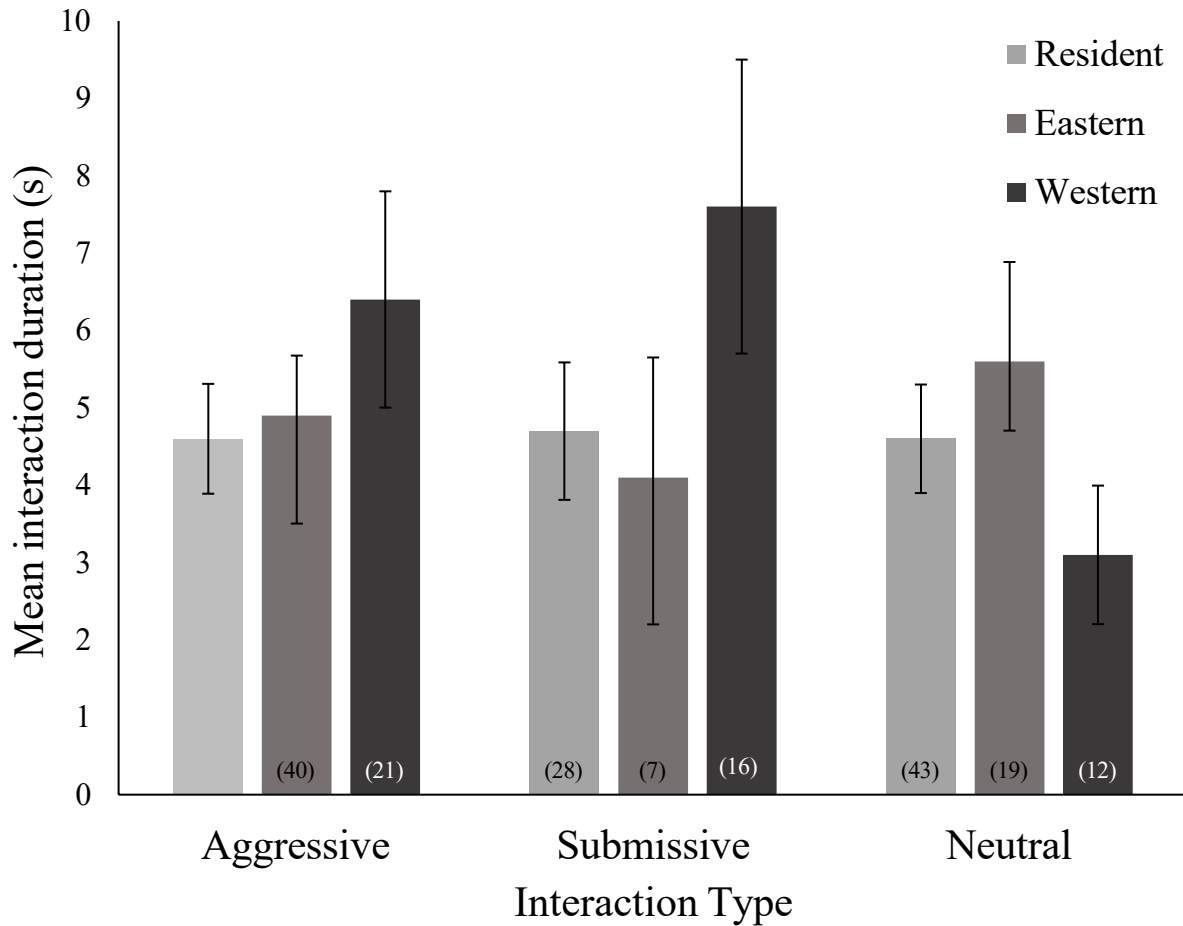 Mean interaction duration (s)
10
9
8
7
6
5
4
3
2
1
0
Resident
Eastern
Western
(40)
(21)
(28)
(7)
(16)
(43)
(19)
(12)
Aggressive
Submissive
Neutral
Interaction Type